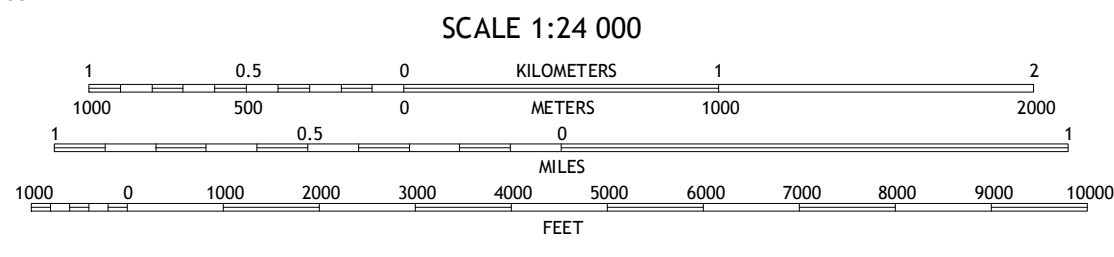 SCALE 1:24 000
1 0.5 0 KILOMETERS 1 2
1000 500 0 METERS 1000 2000
1 0.5 0 1
MILES
1000 0 1000 2000 3000 4000 5000 6000 7000 8000 9000 10000
FEET